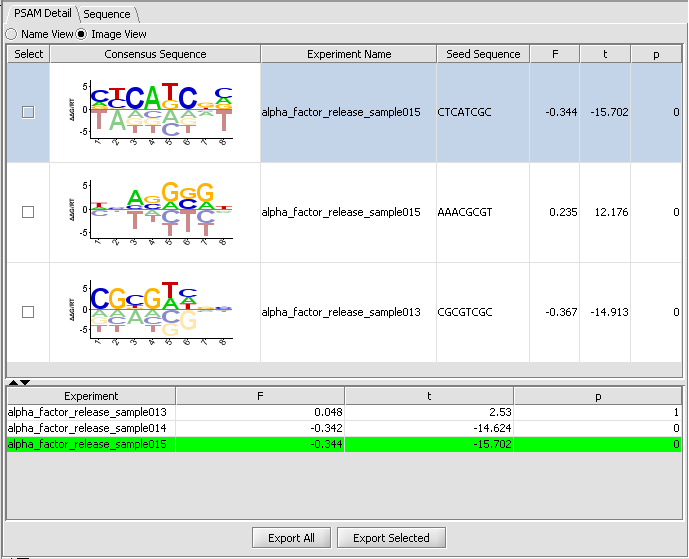 PSAM Detail Sequence
Name View Image View
Select Consensus Sequence Experiment Name Seed Sequence F t p
alpha_factor_release_sample015 CTCATCGC -0.344 -15.702 0
5
0
-5
ΔΔG/RT
1 2 3 4 5 6 7 8
alpha_factor_release_sample015 AAACGCGT 0.235 12.176 0
5
0
-5
ΔΔG/RT
1 2 3 4 5 6 7 8
alpha_factor_release_sample013 CGCGTCGC -0.367 -14.913 0
5
0
-5
ΔΔG/RT
1 2 3 4 5 6 7 8
Experiment F t p
alpha_factor_release_sample013 0.048 2.53 1
alpha_factor_release_sample014 -0.342 -14.624 0
alpha_factor_release_sample015 -0.344 -15.702 0
Export All Export Selected